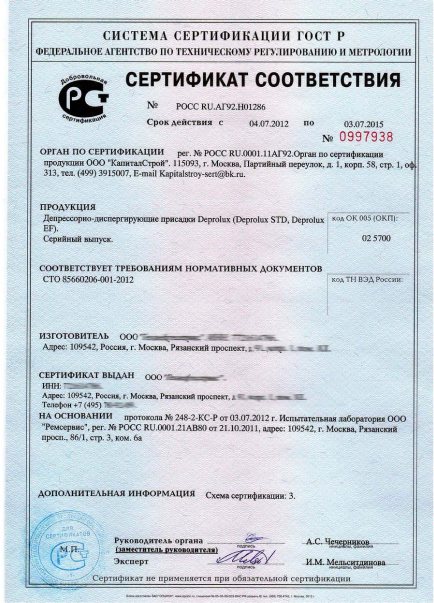 СИСТЕМА СЕРТИФИКАЦИИ ГОСТ Р
ФЕДЕРАЛЬНОЕ АГЕНТСТВО ПО ТЕХНИЧЕСКОМУ РЕГУЛИРОВАНИЮ И МЕТРОЛОГИИ
Добровольная
сертификация
СЕРТИФИКАТ СООТВЕТСТВИЯ
№ РОСС RU.АГ92.Н01286
Срок действия с 04.07.2012 по 03.07.2015
№ 0997938
ОРГАН ПО СЕРТИФИКАЦИИ рег. № РОСС RU.0001.11АГ92.Орган по сертификации
продукции ООО "КапиталСтрой". 115093, г. Москва, Партийный переулок, д. 1, корп. 58, стр. 1, оф.
313, тел. (499) 3915007, E-mail Kapitalstroy-sert@bk.ru.
ПРОДУКЦИЯ
Депрессорно-диспергирующие присадки Deprolux (Deprolux STD, Deprolux
EF).
Серийный выпуск.
код ОК 005 (ОКП):
02 5700
СООТВЕТСТВУЕТ ТРЕБОВАНИЯМ НОРМАТИВНЫХ ДОКУМЕНТОВ
СТО 85660206-001-2012
код ТН ВЭД России:
ИЗГОТОВИТЕЛЬ ООО
Адрес: 109542, Россия, г. Москва, Рязанский проспект,
СЕРТИФИКАТ ВЫДАН ООО
ИНН:
Адрес: 109542, Россия, г. Москва, Рязанский проспект,
Телефон +7 (495)
НА ОСНОВАНИИ протокола № 248-2-КС-Р от 03.07.2012 г. Испытательная лаборатория ООО
"Ремсервис", рег. № РОСС RU.0001.21АВ80 от 21.10.2011, адрес: 109542, г. Москва, Рязанский
просп., 86/1, стр. 3, ком. 6а
ДОПОЛНИТЕЛЬНАЯ ИНФОРМАЦИЯ Схема сертификации: 3.
ДЛЯ
СЕРТИФИКАТОВ
М.П.
Руководитель органа
(заместитель руководителя)
подпись
А.С. Чечерников
инициалы, фамилия
Эксперт
подпись
И.М. Мельситдинова
инициалы, фамилия
Сертификат не применяется при обязательной сертификации